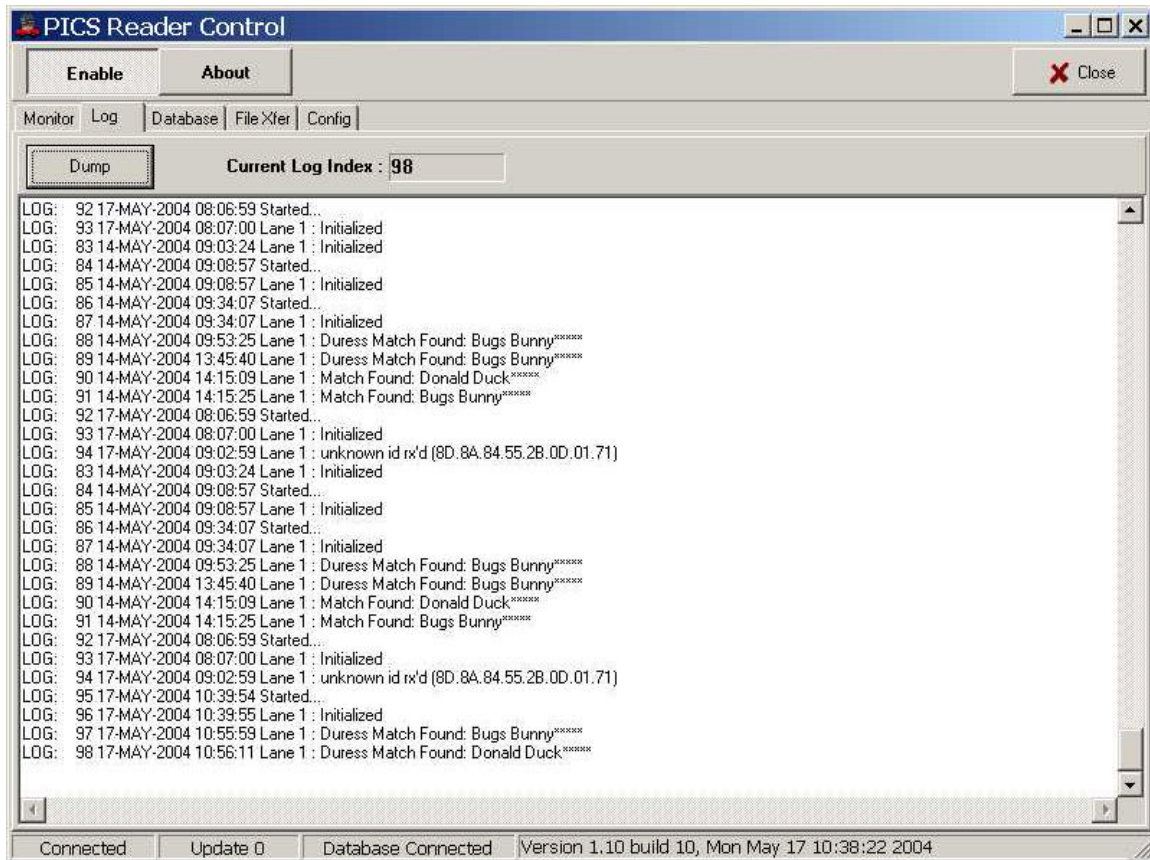 PICS Reader Control
Enable About Close
Monitor Log Database File Xfer Config
Dump Current Log Index : 98
LOG: 92 17-MAY-2004 08:06:59 Started...
LOG: 93 17-MAY-2004 08:07:00 Lane 1 : Initialized
LOG: 83 14-MAY-2004 09:03:24 Lane 1 : Initialized
LOG: 84 14-MAY-2004 09:08:57 Started...
LOG: 85 14-MAY-2004 09:08:57 Lane 1 : Initialized
LOG: 86 14-MAY-2004 09:34:07 Started...
LOG: 87 14-MAY-2004 09:34:07 Lane 1 : Initialized
LOG: 88 14-MAY-2004 09:53:25 Lane 1 : Duress Match Found: Bugs Bunny*****
LOG: 89 14-MAY-2004 13:45:40 Lane 1 : Duress Match Found: Bugs Bunny*****
LOG: 90 14-MAY-2004 14:15:09 Lane 1 : Match Found: Donald Duck*****
LOG: 91 14-MAY-2004 14:15:25 Lane 1 : Match Found: Bugs Bunny*****
LOG: 92 17-MAY-2004 08:06:59 Started...
LOG: 93 17-MAY-2004 08:07:00 Lane 1 : Initialized
LOG: 94 17-MAY-2004 09:02:59 Lane 1 : unknown id rx'd (8D.8A.84.55.2B.0D.01.71)
LOG: 83 14-MAY-2004 09:03:24 Lane 1 : Initialized
LOG: 84 14-MAY-2004 09:08:57 Started...
LOG: 85 14-MAY-2004 09:08:57 Lane 1 : Initialized
LOG: 86 14-MAY-2004 09:34:07 Started...
LOG: 87 14-MAY-2004 09:34:07 Lane 1 : Initialized
LOG: 88 14-MAY-2004 09:53:25 Lane 1 : Duress Match Found: Bugs Bunny*****
LOG: 89 14-MAY-2004 13:45:40 Lane 1 : Duress Match Found: Bugs Bunny*****
LOG: 90 14-MAY-2004 14:15:09 Lane 1 : Match Found: Donald Duck*****
LOG: 91 14-MAY-2004 14:15:25 Lane 1 : Match Found: Bugs Bunny*****
LOG: 92 17-MAY-2004 08:06:59 Started...
LOG: 93 17-MAY-2004 08:07:00 Lane 1 : Initialized
LOG: 94 17-MAY-2004 09:02:59 Lane 1 : unknown id rx'd (8D.8A.84.55.2B.0D.01.71)
LOG: 95 17-MAY-2004 10:39:54 Started...
LOG: 96 17-MAY-2004 10:39:55 Lane 1 : Initialized
LOG: 97 17-MAY-2004 10:55:59 Lane 1 : Duress Match Found: Bugs Bunny*****
LOG: 98 17-MAY-2004 10:56:11 Lane 1 : Duress Match Found: Donald Duck*****
Connected Update 0 Database Connected Version 1.10 build 10, Mon May 17 10:38:22 2004